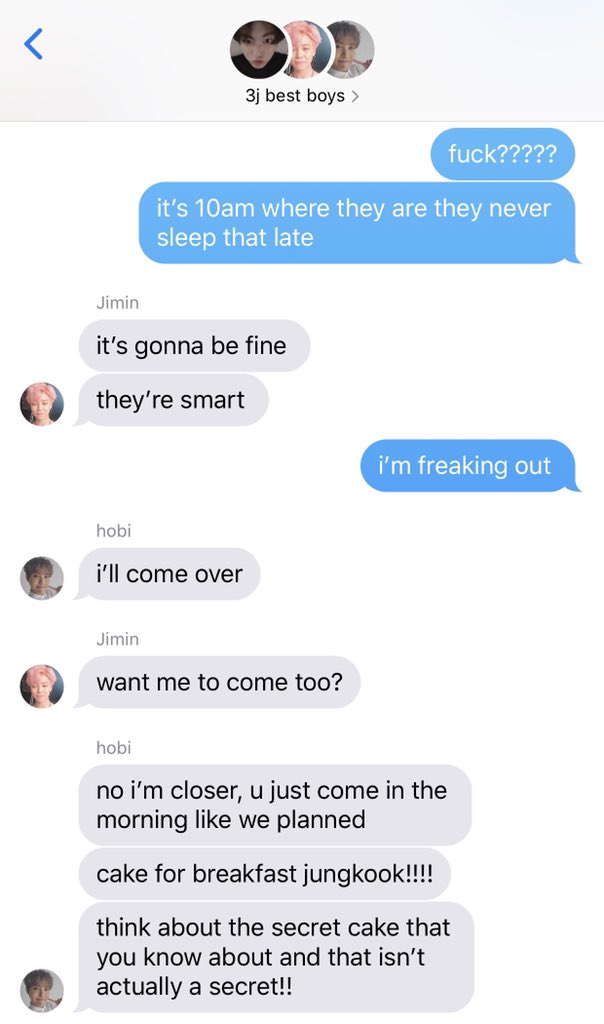 3j best boys
fuck?????
it’s 10am where they are they never
sleep that late
Jimin
it’s gonna be fine
they’re smart
i’m freaking out
hobi
i’ll come over
Jimin
want me to come too?
hobi
no i’m closer, u just come in the
morning like we planned
cake for breakfast jungkook!!!!
think about the secret cake that
you know about and that isn’t
actually a secret!!